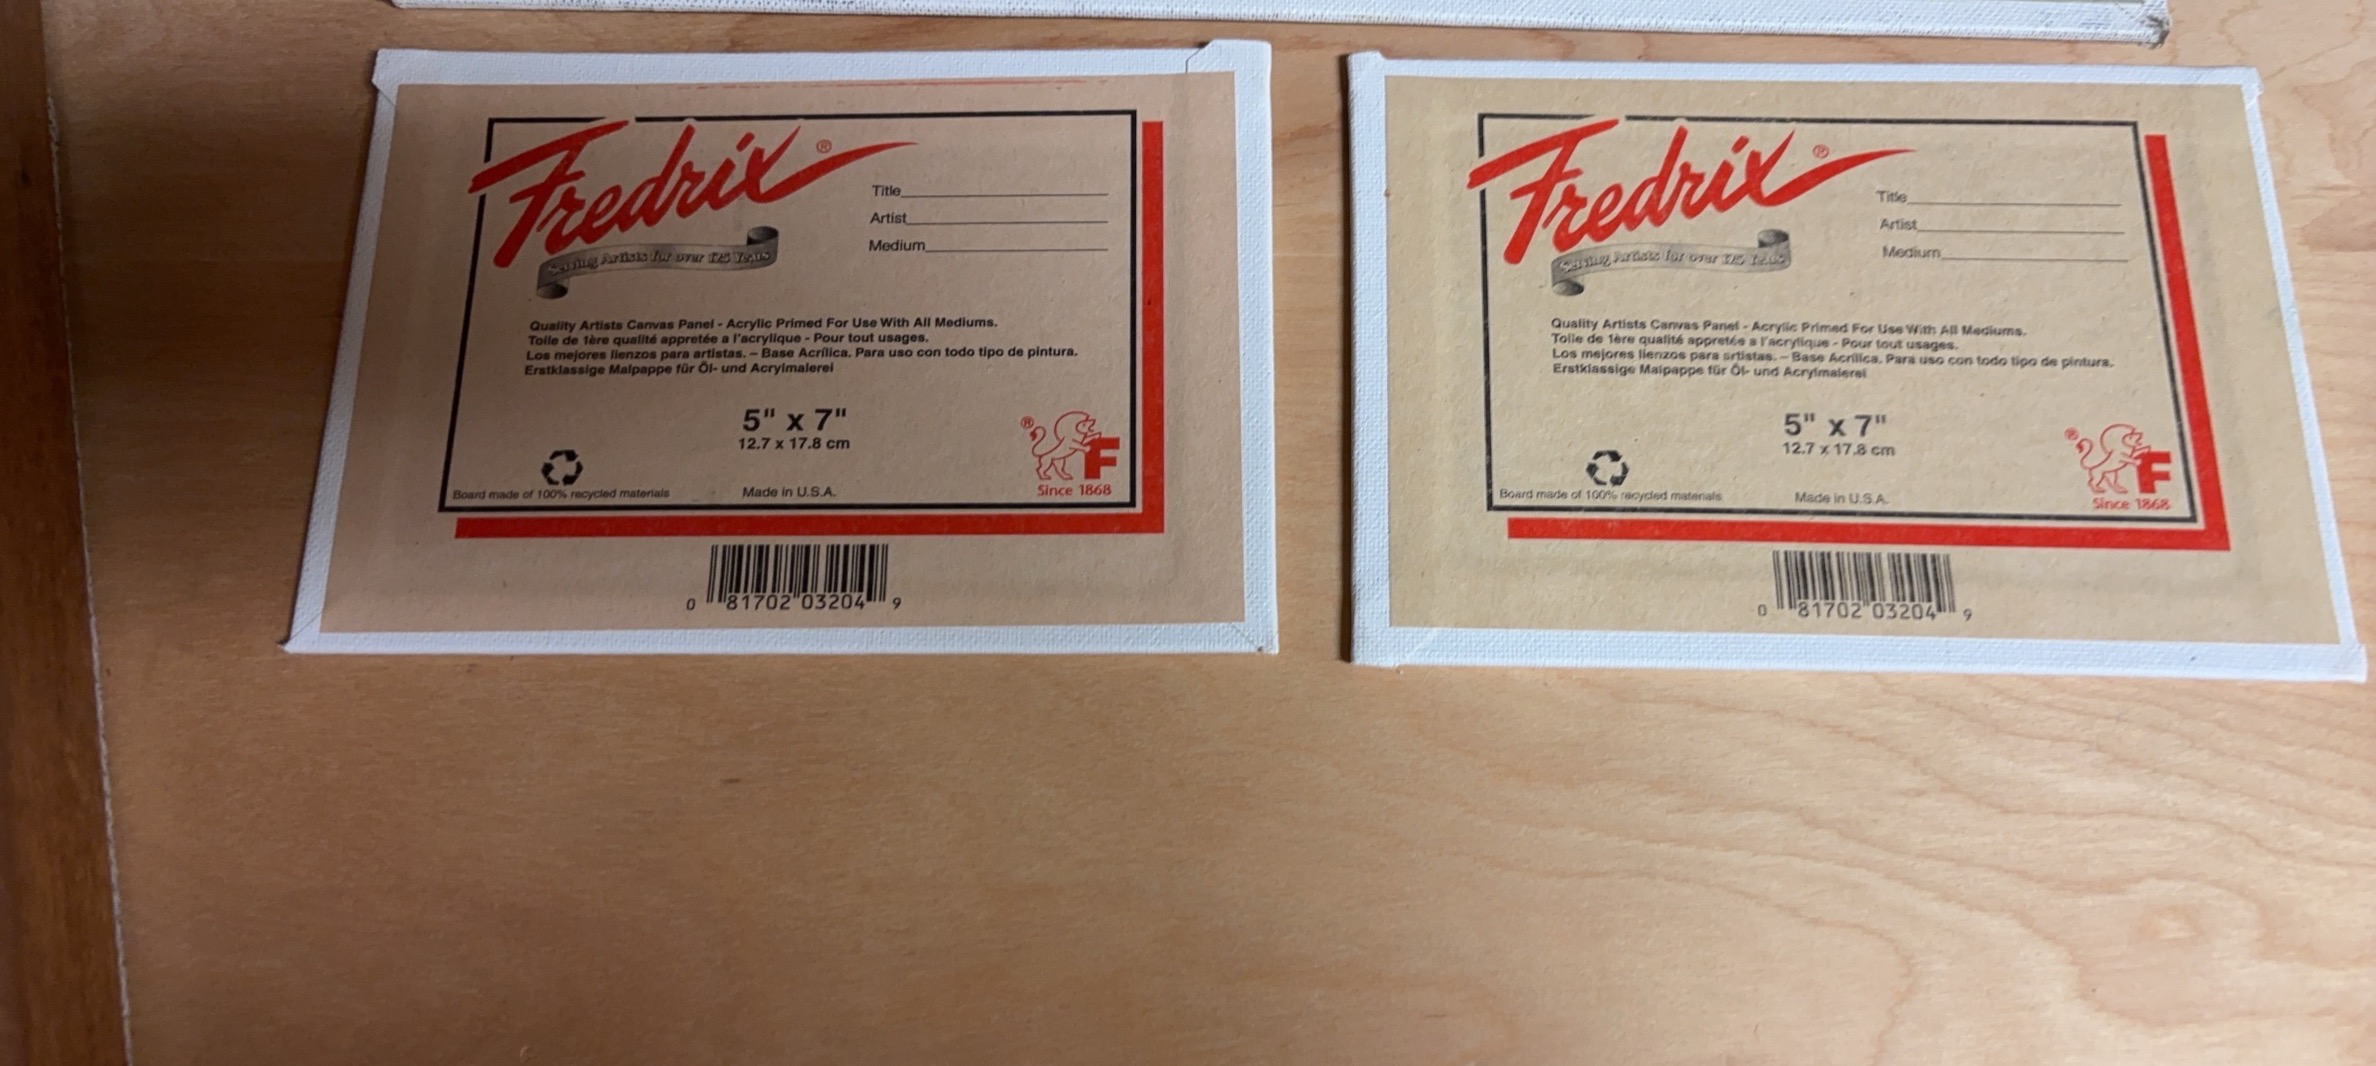 Fredrix®
Serving Artists for over 125 Years
Title
Artist
Medium
Quality Artists Canvas Panel - Acrylic Primed For Use With All Mediums.
Toile de 1ère qualité appretée a l'acrylique - Pour tout usages.
Los mejores lienzos para artistas. – Base Acrílica. Para uso con todo tipo de pintura.
Erstklassige Malpappe für Öl- und Acrylmalerei
5" x 7"
12.7 x 17.8 cm
Board made of 100% recycled materials
Made in U.S.A.
® F
Since 1868
0 81702 03204 9
Fredrix®
Serving Artists for over 125 Years
Title
Artist
Medium
Quality Artists Canvas Panel - Acrylic Primed For Use With All Mediums.
Toile de 1ère qualité appretée a l'acrylique - Pour tout usages.
Los mejores lienzos para artistas. – Base Acrílica. Para uso con todo tipo de pintura.
Erstklassige Malpappe für Öl- und Acrylmalerei
5" x 7"
12.7 x 17.8 cm
Board made of 100% recycled materials
Made in U.S.A.
® F
Since 1868
0 81702 03204 9